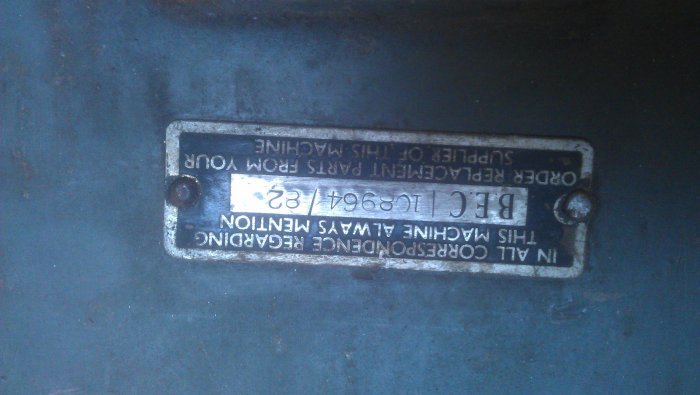 IN ALL CORRESPONDENCE REGARDING
THIS MACHINE ALWAYS MENTION
BEC | 108964/82
ORDER REPLACEMENT PARTS FROM YOUR
SUPPLIER OF THIS MACHINE